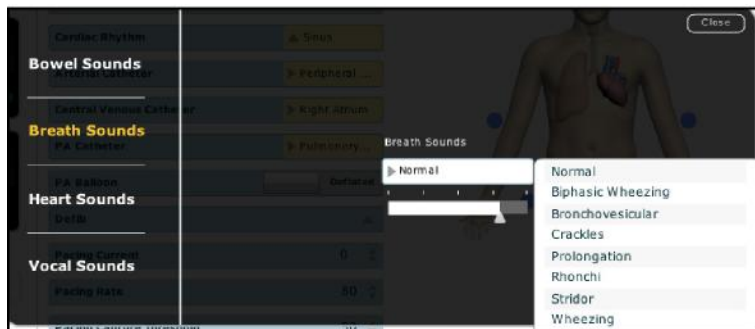 Close
Cardiac Rhythm
Sinus
Bowel Sounds
Arterial Catheter
Peripheral ...
Central Venous Catheter
Right Atrium
Breath Sounds
PA Catheter
Pulmonary...
Breath Sounds
Normal
PA Balloon
Deflated
Heart Sounds
Defib
Pacing Current
0
Vocal Sounds
Pacing Rate
50
Normal
Biphasic Wheezing
Bronchovesicular
Crackles
Prolongation
Rhonchi
Stridor
Wheezing